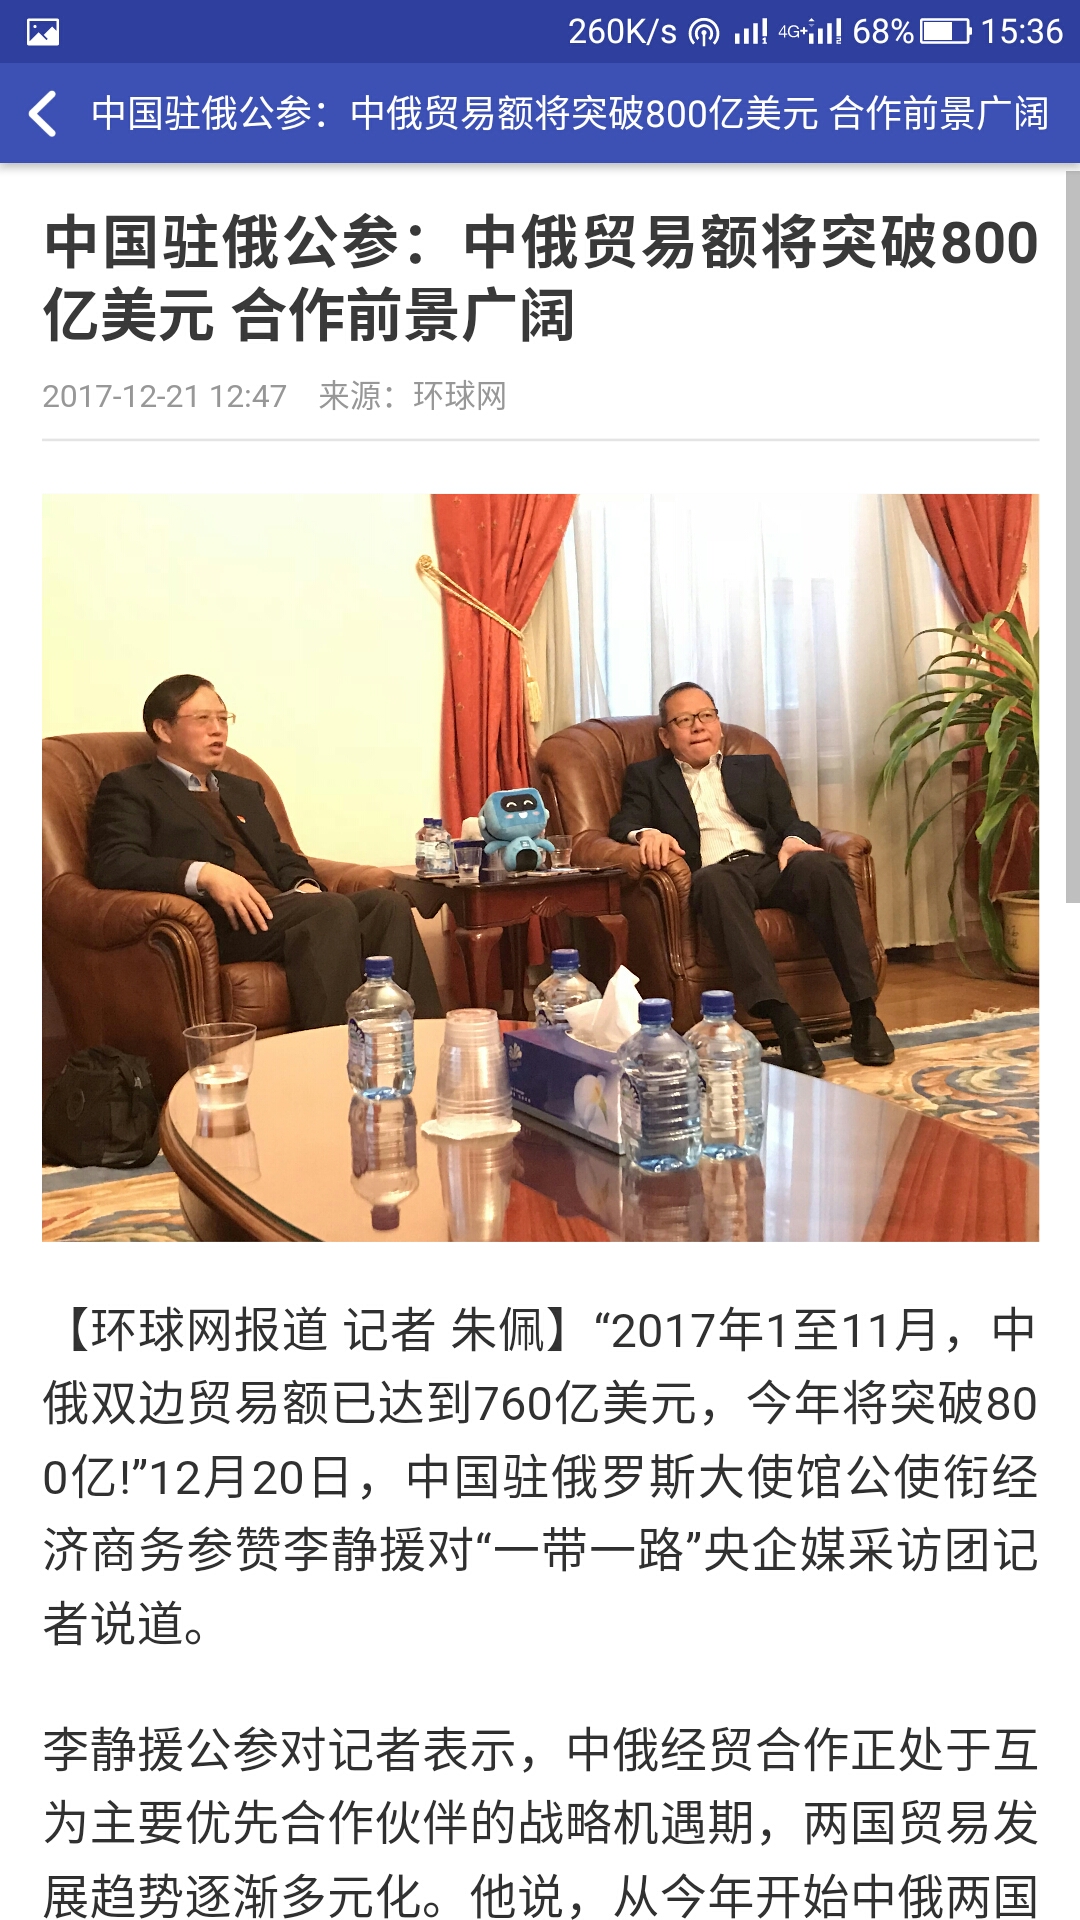 260K/s 4G+ 68% 15:36
中国驻俄公参：中俄贸易额将突破800亿美元 合作前景广阔
中国驻俄公参：中俄贸易额将突破800
亿美元 合作前景广阔
2017-12-21 12:47 来源：环球网
【环球网报道 记者 朱佩】“2017年1至11月，中
俄双边贸易额已达到760亿美元，今年将突破80
0亿!”12月20日，中国驻俄罗斯大使馆公使衔经
济商务参赞李静援对“一带一路”央企媒采访团记
者说道。
李静援公参对记者表示，中俄经贸合作正处于互
为主要优先合作伙伴的战略机遇期，两国贸易发
展趋势逐渐多元化。他说，从今年开始中俄两国